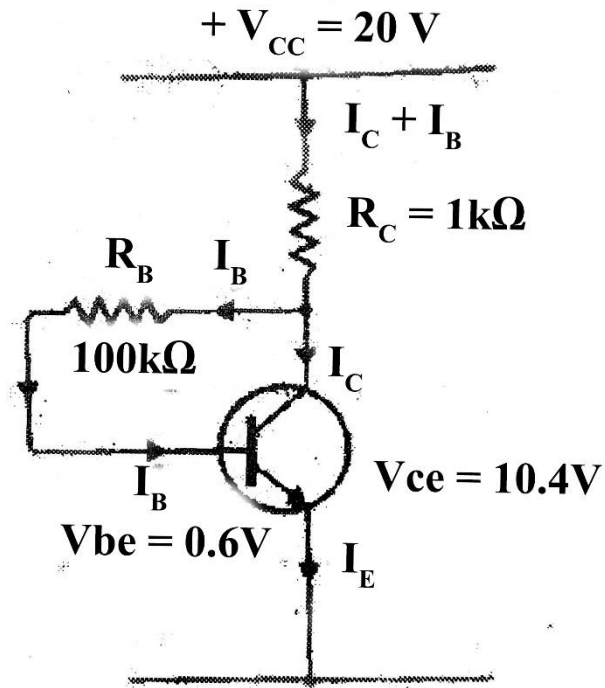 + V_CC = 20 V
I_C + I_B
R_C = 1kΩ
R_B
I_B
100kΩ
I_C
I_B
Vce = 10.4V
Vbe = 0.6V
I_E